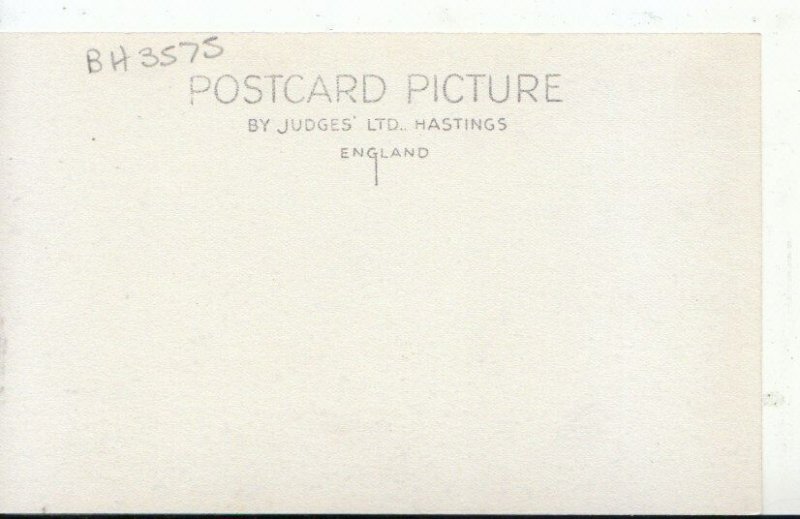 BH3575
POSTCARD PICTURE
BY JUDGES' LTD., HASTINGS
ENGLAND